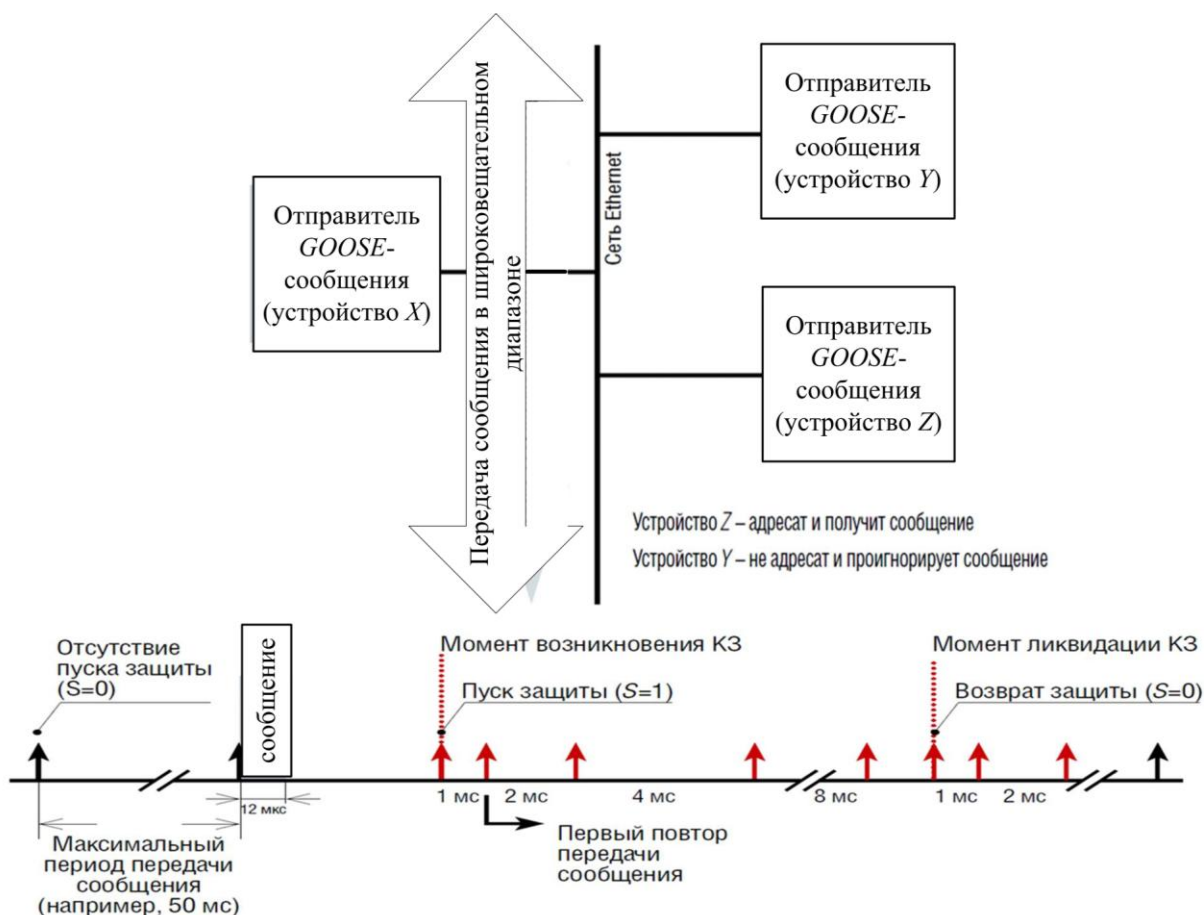 Отправитель
GOOSE-
сообщения
(устройство X)
Передача сообщения в широковещательном
диапазоне
Сеть Ethernet
Отправитель
GOOSE-
сообщения
(устройство Y)
Отправитель
GOOSE-
сообщения
(устройство Z)
Устройство Z – адресат и получит сообщение
Устройство Y – не адресат и проигнорирует сообщение
Отсутствие
пуска защиты
(S=0)
сообщение
Момент возникновения КЗ
Пуск защиты (S=1)
Момент ликвидации КЗ
Возврат защиты (S=0)
12 мкс
1 мс
2 мс
4 мс
8 мс
1 мс
2 мс
Максимальный
период передачи
сообщения
(например, 50 мс)
Первый повтор
передачи
сообщения